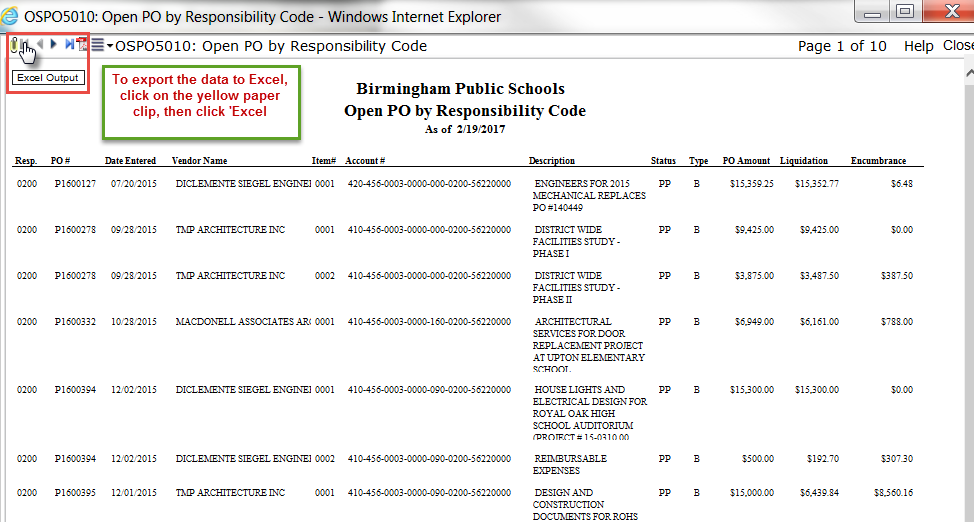 OSPO5010: Open PO by Responsibility Code - Windows Internet Explorer
OSPO5010: Open PO by Responsibility Code Page 1 of 10 Help Close
Excel Output
To export the data to Excel,
click on the yellow paper
clip, then click 'Excel
Birmingham Public Schools
Open PO by Responsibility Code
As of 2/19/2017
Resp. PO # Date Entered Vendor Name Item# Account # Description Status Type PO Amount Liquidation Encumbrance
0200 P1600127 07/20/2015 DICLEMENTE SIEGEL ENGINEI 0001 420-456-0003-0000-000-0200-56220000 ENGINEERS FOR 2015 PP B $15,359.25 $15,352.77 $6.48
MECHANICAL REPLACES
PO #140449
0200 P1600278 09/28/2015 TMP ARCHITECTURE INC 0001 410-456-0003-0000-000-0200-56220000 DISTRICT WIDE PP B $9,425.00 $9,425.00 $0.00
FACILITIES STUDY -
PHASE I
0200 P1600278 09/28/2015 TMP ARCHITECTURE INC 0002 410-456-0003-0000-000-0200-56220000 DISTRICT WIDE PP B $3,875.00 $3,487.50 $387.50
FACILITIES STUDY -
PHASE II
0200 P1600332 10/28/2015 MACDONELL ASSOCIATES ARC 0001 410-456-0003-0000-160-0200-56220000 ARCHITECTURAL PP B $6,949.00 $6,161.00 $788.00
SERVICES FOR DOOR
REPLACEMENT PROJECT
AT UPTON ELEMENTARY
SCHOOL
0200 P1600394 12/02/2015 DICLEMENTE SIEGEL ENGINEI 0001 410-456-0003-0000-090-0200-56220000 HOUSE LIGHTS AND PP B $15,300.00 $15,300.00 $0.00
ELECTRICAL DESIGN FOR
ROYAL OAK HIGH
SCHOOL AUDITORIUM
(PROJECT # 15-0310.00
0200 P1600394 12/02/2015 DICLEMENTE SIEGEL ENGINEI 0002 410-456-0003-0000-090-0200-56220000 REIMBURSABLE PP B $500.00 $192.70 $307.30
EXPENSES
0200 P1600395 12/01/2015 TMP ARCHITECTURE INC 0001 410-456-0003-0000-090-0200-56220000 DESIGN AND PP B $15,000.00 $6,439.84 $8,560.16
CONSTRUCTION
DOCUMENTS FOR ROHS